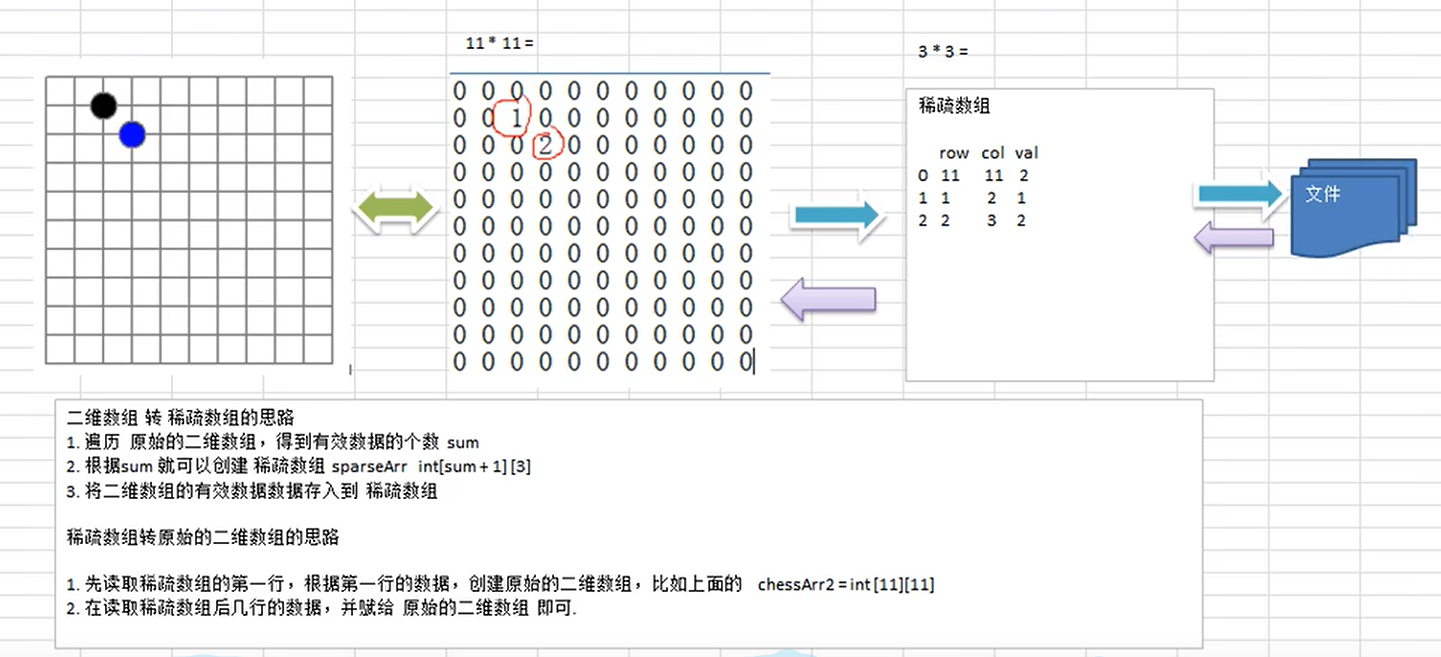 11 * 11 =
0 0 0 0 0 0 0 0 0 0 0
0 0 1 0 0 0 0 0 0 0 0
0 0 0 2 0 0 0 0 0 0 0
0 0 0 0 0 0 0 0 0 0 0
0 0 0 0 0 0 0 0 0 0 0
0 0 0 0 0 0 0 0 0 0 0
0 0 0 0 0 0 0 0 0 0 0
0 0 0 0 0 0 0 0 0 0 0
0 0 0 0 0 0 0 0 0 0 0
0 0 0 0 0 0 0 0 0 0 0
0 0 0 0 0 0 0 0 0 0 0
3 * 3 =
稀疏数组
row col val
0 11 11 2
1 1 2 1
2 2 3 2
文件
二维数组 转 稀疏数组的思路
1. 遍历 原始的二维数组，得到有效数据的个数 sum
2. 根据sum 就可以创建 稀疏数组 sparseArr int[sum + 1] [3]
3. 将二维数组的有效数据数据存入到 稀疏数组
稀疏数组转原始的二维数组的思路
1. 先读取稀疏数组的第一行，根据第一行的数据，创建原始的二维数组，比如上面的 chessArr2 = int [11][11]
2. 在读取稀疏数组后几行的数据，并赋给 原始的二维数组 即可.